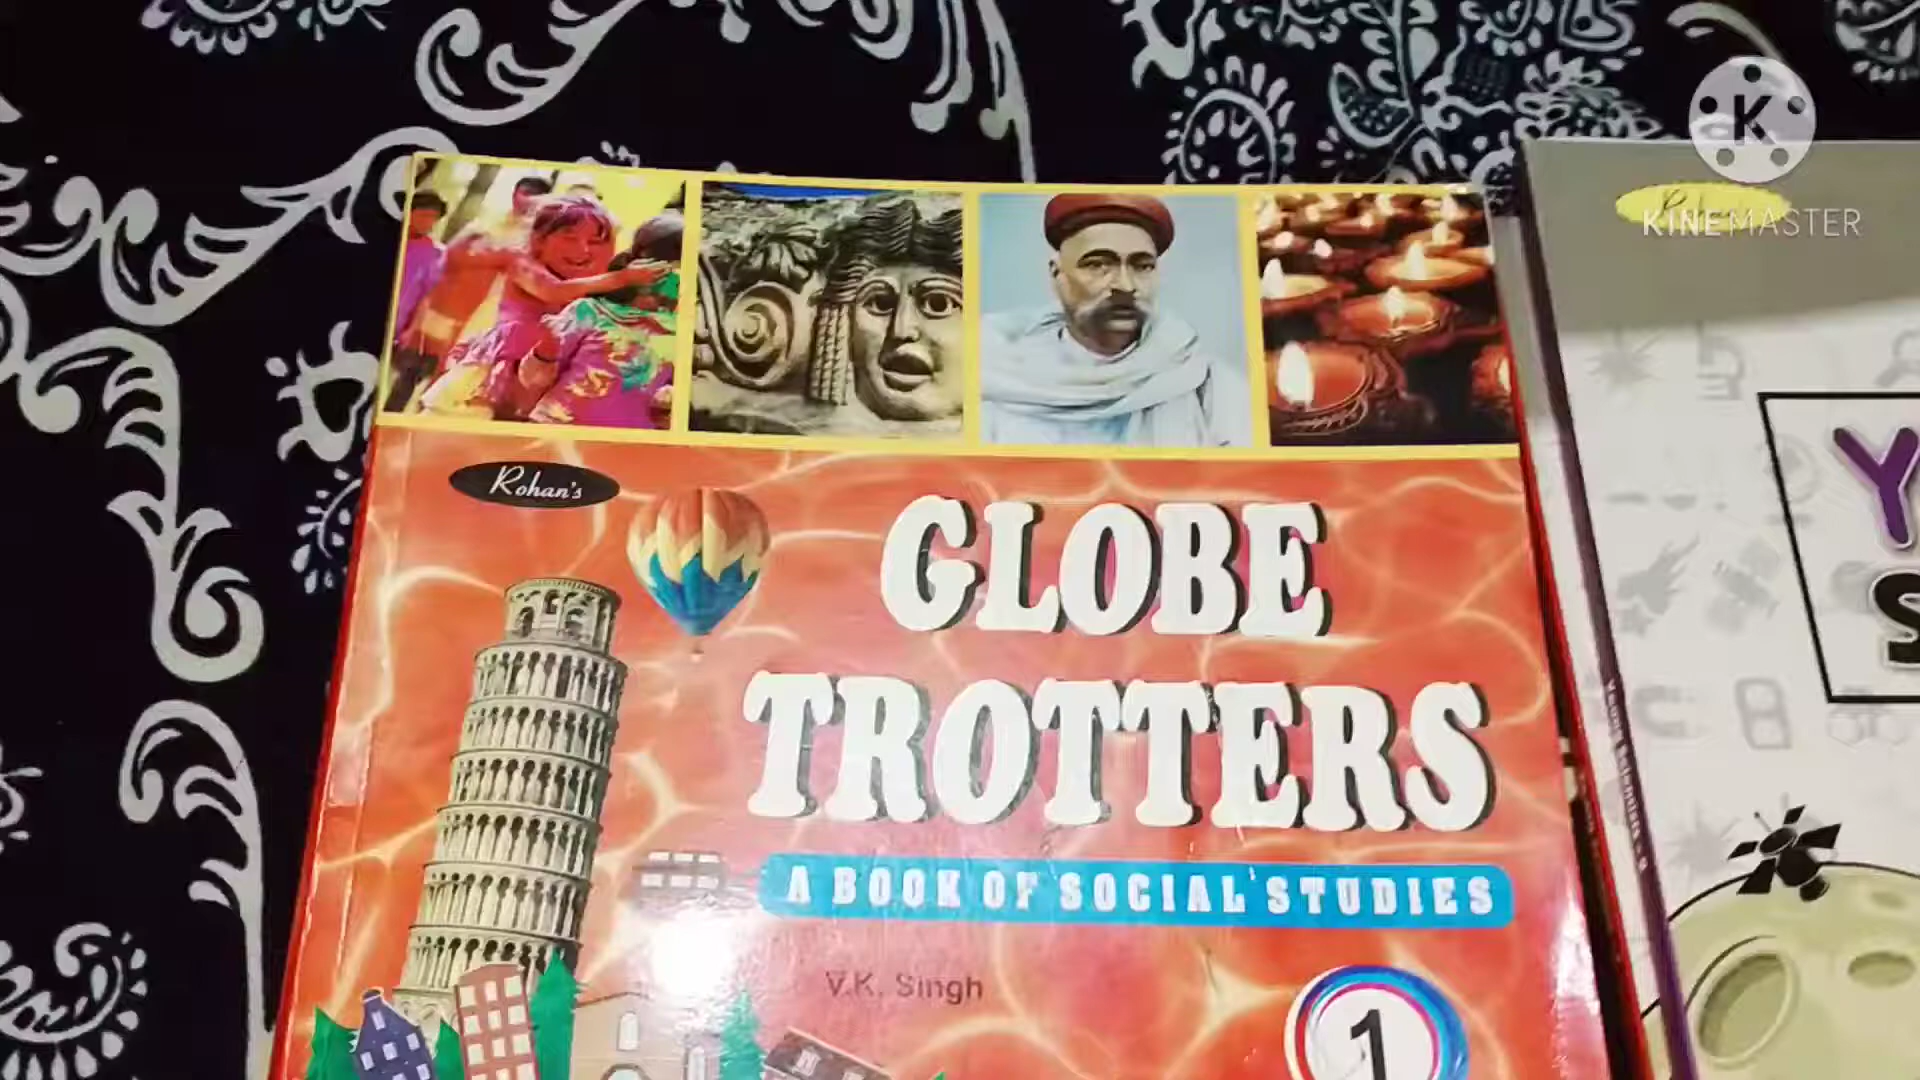 K
KINEMASTER
Rohan's
GLOBE
TROTTERS
A BOOK OF SOCIAL STUDIES
V.K. Singh
1
Y
S